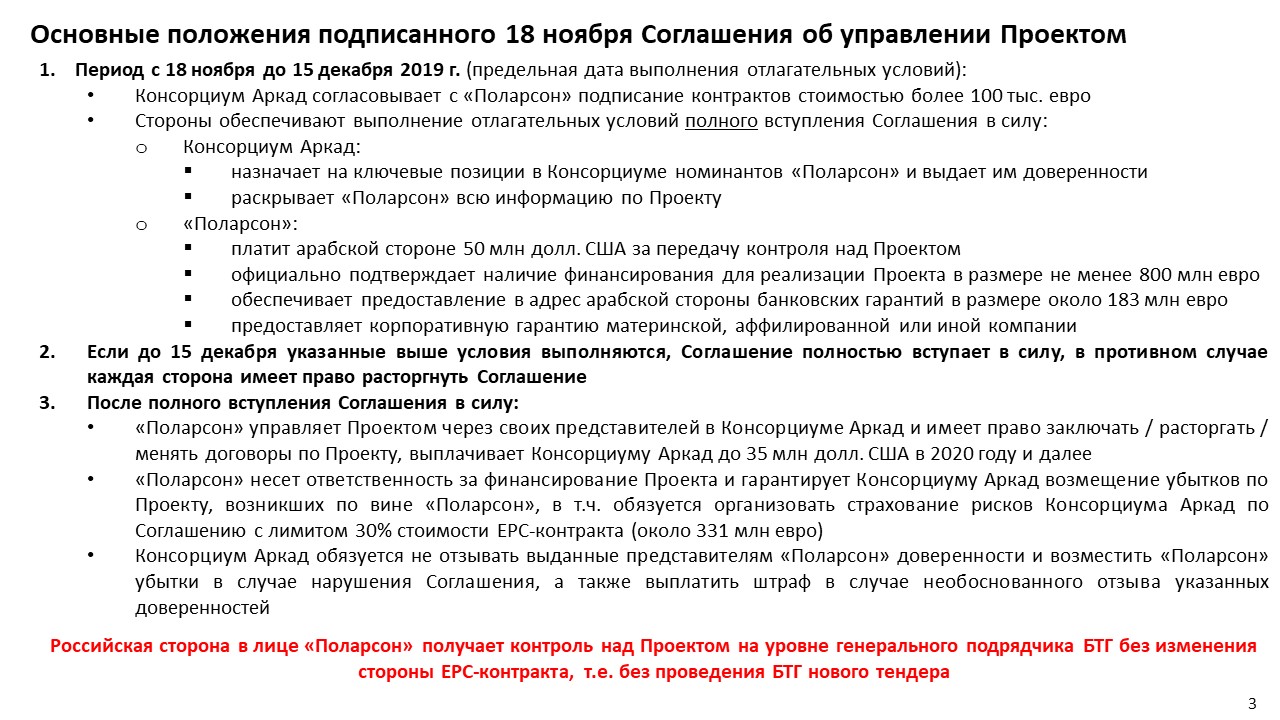 Основные положения подписанного 18 ноября Соглашения об управлении Проектом
1. Период с 18 ноября до 15 декабря 2019 г. (предельная дата выполнения отлагательных условий):
• Консорциум Аркад согласовывает с «Поларсон» подписание контрактов стоимостью более 100 тыс. евро
• Стороны обеспечивают выполнение отлагательных условий полного вступления Соглашения в силу:
o Консорциум Аркад:
▪ назначает на ключевые позиции в Консорциуме номинантов «Поларсон» и выдает им доверенности
▪ раскрывает «Поларсон» всю информацию по Проекту
o «Поларсон»:
▪ платит арабской стороне 50 млн долл. США за передачу контроля над Проектом
▪ официально подтверждает наличие финансирования для реализации Проекта в размере не менее 800 млн евро
▪ обеспечивает предоставление в адрес арабской стороны банковских гарантий в размере около 183 млн евро
▪ предоставляет корпоративную гарантию материнской, аффилированной или иной компании
2. Если до 15 декабря указанные выше условия выполняются, Соглашение полностью вступает в силу, в противном случае
каждая сторона имеет право расторгнуть Соглашение
3. После полного вступления Соглашения в силу:
• «Поларсон» управляет Проектом через своих представителей в Консорциуме Аркад и имеет право заключать / расторгать /
менять договоры по Проекту, выплачивает Консорциуму Аркад до 35 млн долл. США в 2020 году и далее
• «Поларсон» несет ответственность за финансирование Проекта и гарантирует Консорциуму Аркад возмещение убытков по
Проекту, возникших по вине «Поларсон», в т.ч. обязуется организовать страхование рисков Консорциума Аркад по
Соглашению с лимитом 30% стоимости EPC-контракта (около 331 млн евро)
• Консорциум Аркад обязуется не отзывать выданные представителям «Поларсон» доверенности и возместить «Поларсон»
убытки в случае нарушения Соглашения, а также выплатить штраф в случае необоснованного отзыва указанных
доверенностей
Российская сторона в лице «Поларсон» получает контроль над Проектом на уровне генерального подрядчика БТГ без изменения
стороны EPC-контракта, т.е. без проведения БТГ нового тендера
3